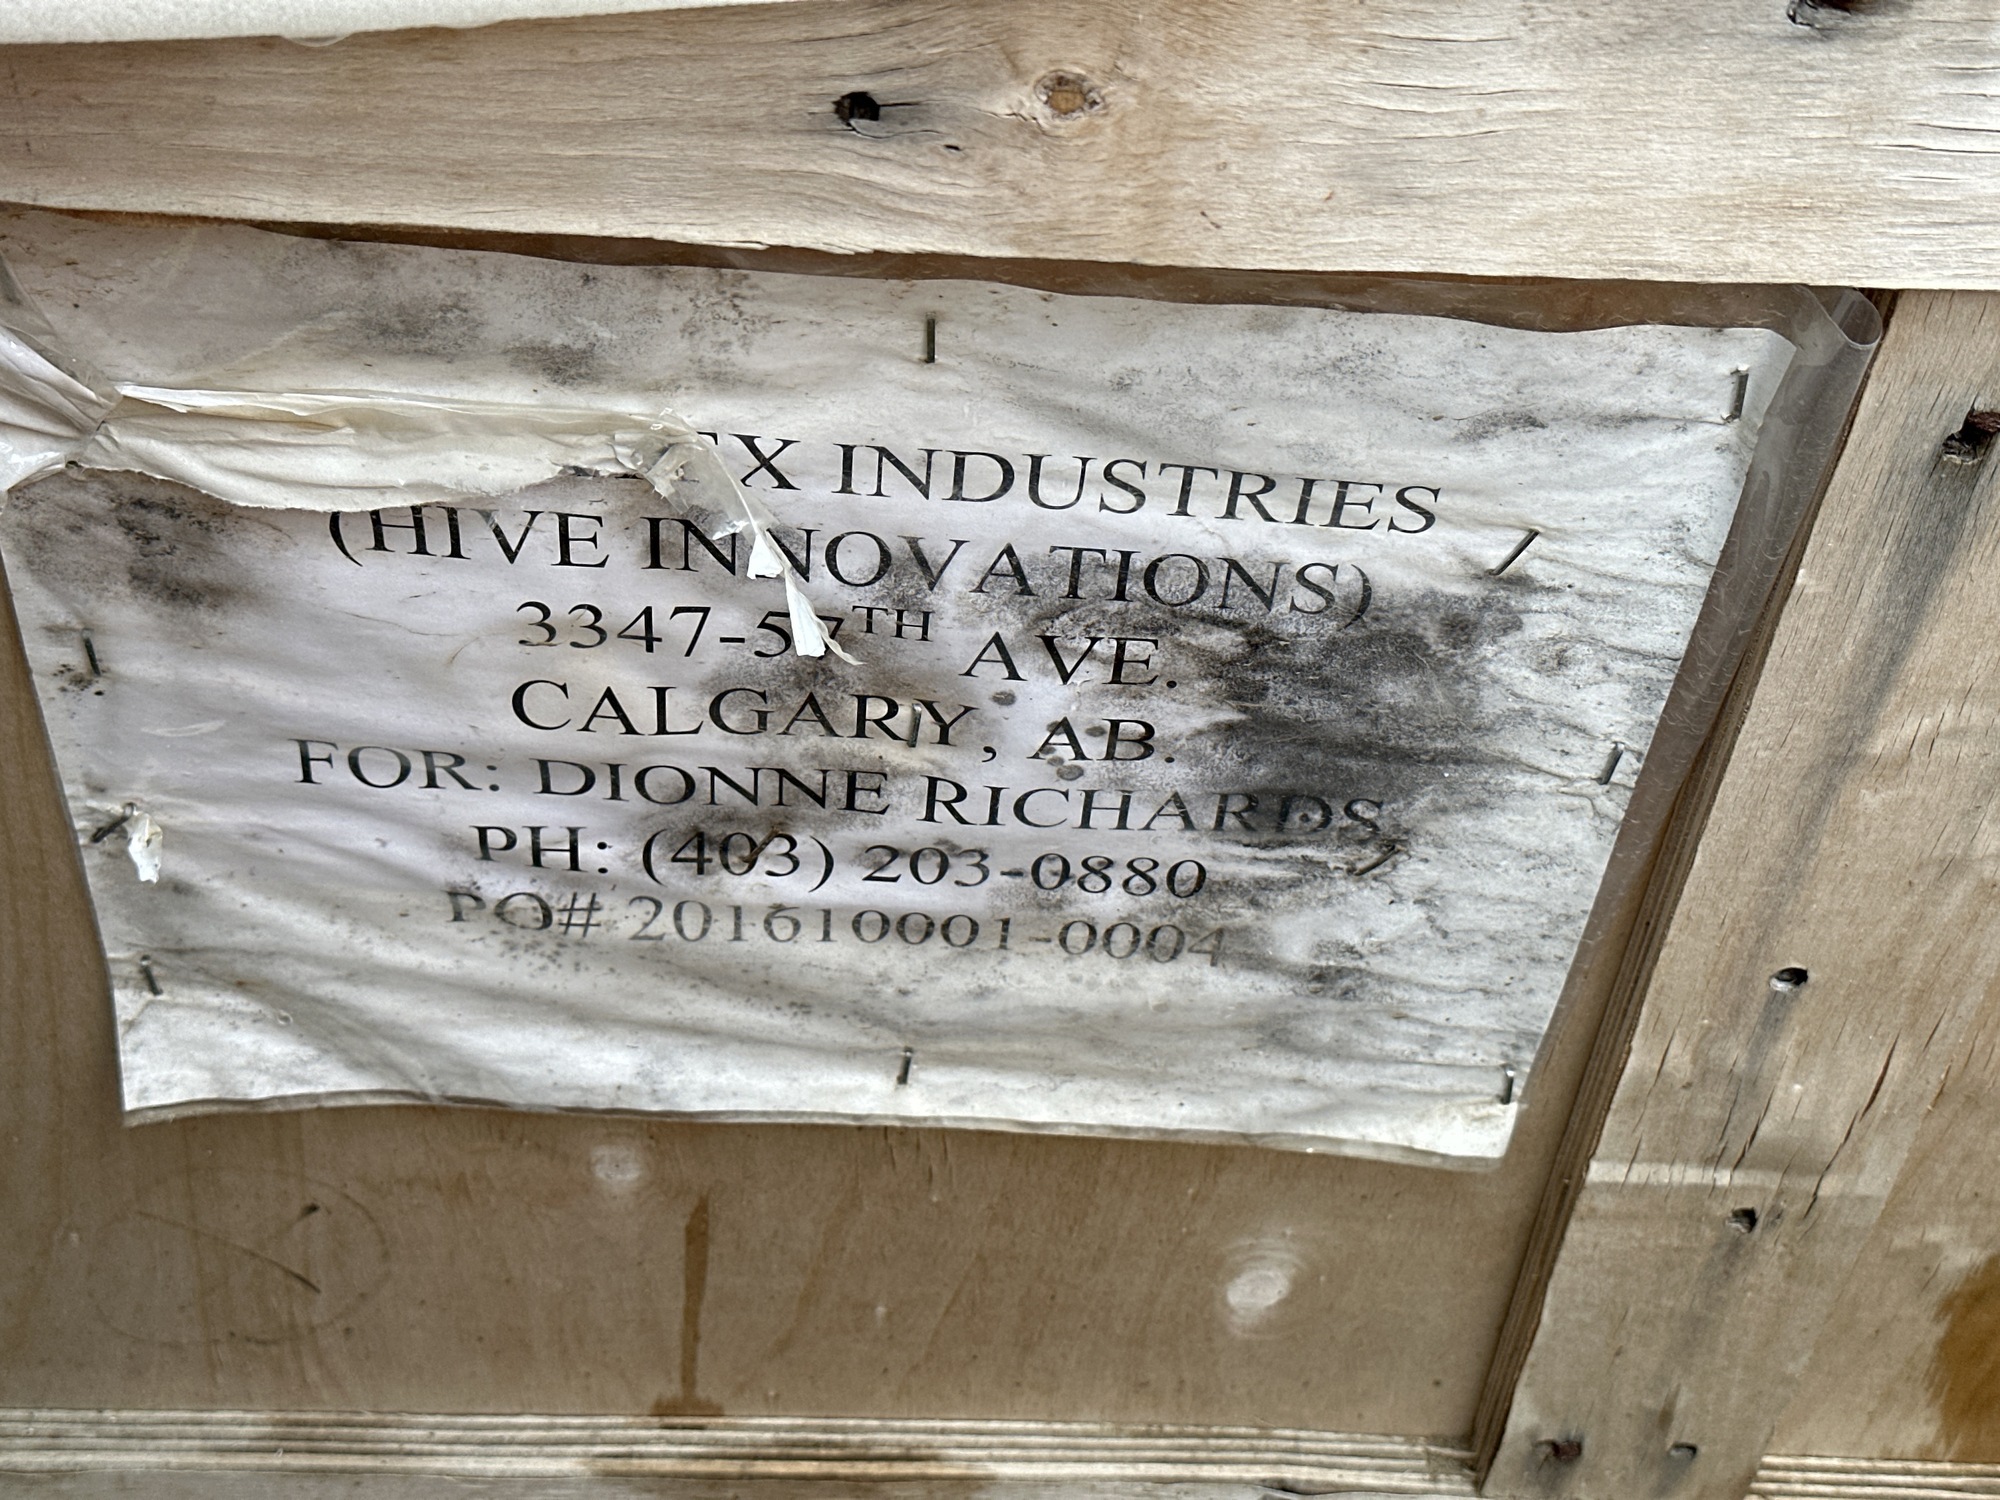 INDUSTRIES
(HIVE INNOVATIONS)
3347-57TH AVE.
CALGARY, AB.
FOR: DIONNE RICHARDS
PH: (403) 203-0880
PO# 201610001-0004